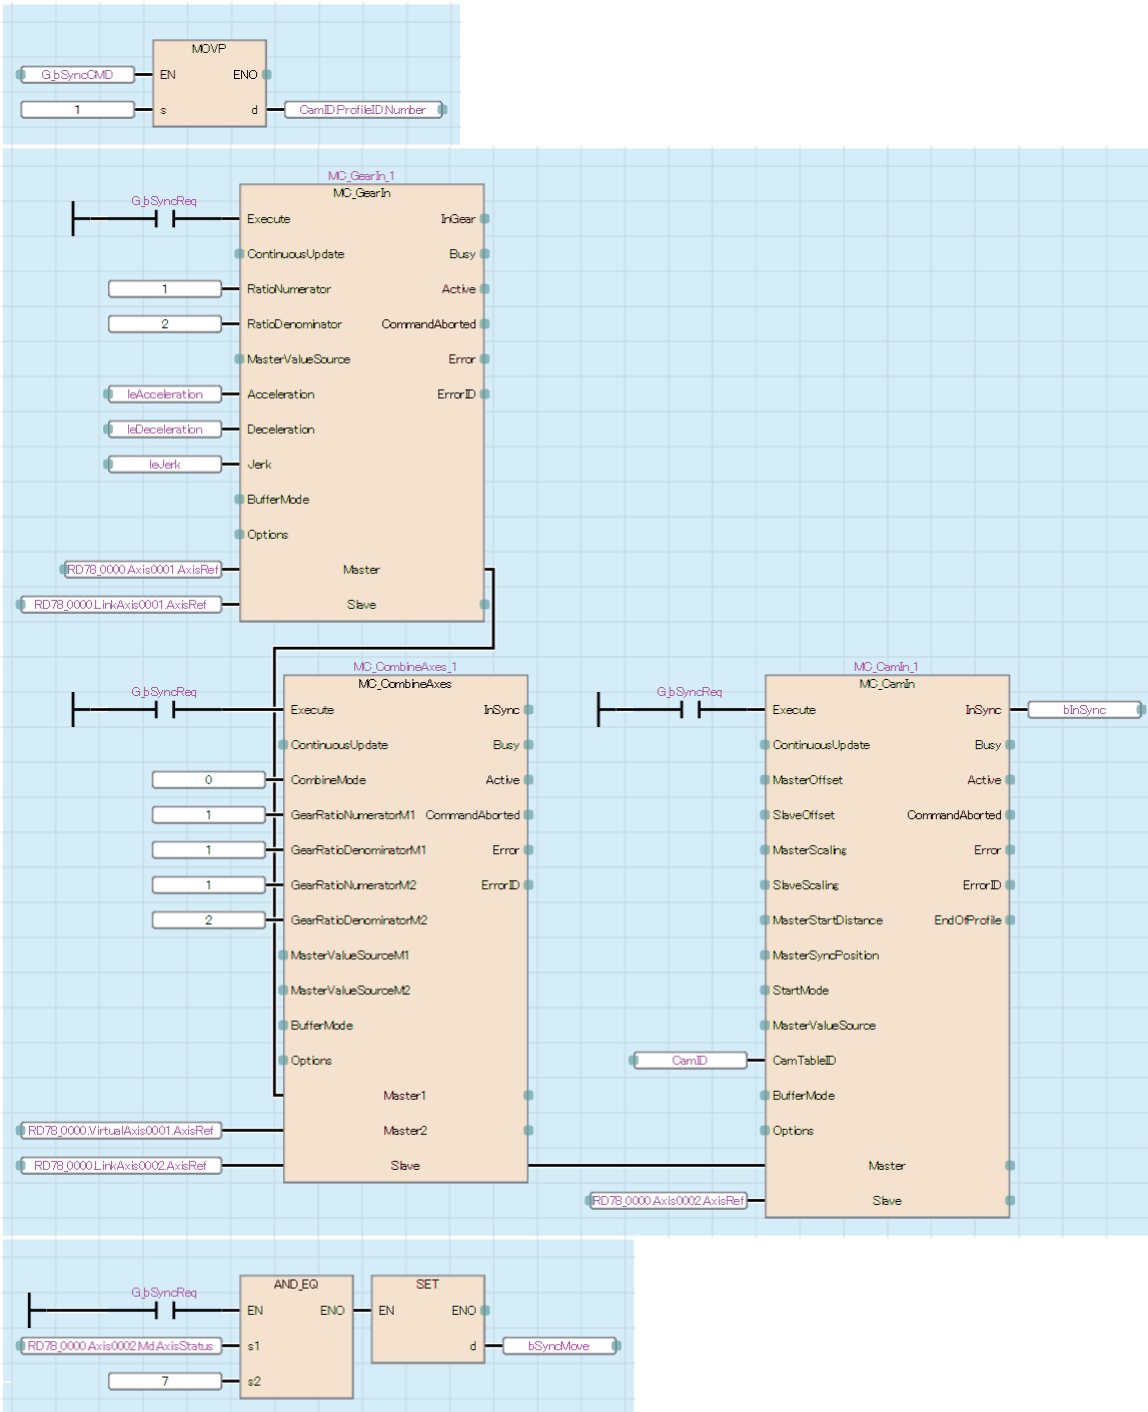 MOVP
G_bSyncCMD EN ENO
1 s d CamID.ProfileID.Number
MC_GearIn_1
MC_GearIn
G_bSyncReq
Execute InGear
ContinuousUpdate Busy
1 RatioNumerator Active
2 RatioDenominator CommandAborted
MasterValueSource Error
leAcceleration Acceleration ErrorID
leDeceleration Deceleration
leJerk Jerk
BufferMode
Options
RD78_0000.Axis0001.AxisRef Master
RD78_0000.LinkAxis0001.AxisRef Slave
MC_CombineAxes_1
MC_CombineAxes
G_bSyncReq
Execute InSync
ContinuousUpdate Busy
0 CombineMode Active
1 GearRatioNumeratorM1 CommandAborted
1 GearRatioDenominatorM1 Error
1 GearRatioNumeratorM2 ErrorID
2 GearRatioDenominatorM2
MasterValueSourceM1
MasterValueSourceM2
BufferMode
Options
Master1
RD78_0000.VirtualAxis0001.AxisRef Master2
RD78_0000.LinkAxis0002.AxisRef Slave
MC_CamIn_1
MC_CamIn
G_bSyncReq
Execute InSync bInSync
ContinuousUpdate Busy
MasterOffset Active
SlaveOffset CommandAborted
MasterScaling Error
SlaveScaling ErrorID
MasterStartDistance EndOfProfile
MasterSyncPosition
StartMode
MasterValueSource
CamID CamTableID
BufferMode
Options
Master
RD78_0000.Axis0002.AxisRef Slave
AND_EQ SET
G_bSyncReq
EN ENO EN ENO
RD78_0000.Axis0002.Md.AxisStatus s1 d bSyncMove
7 s2